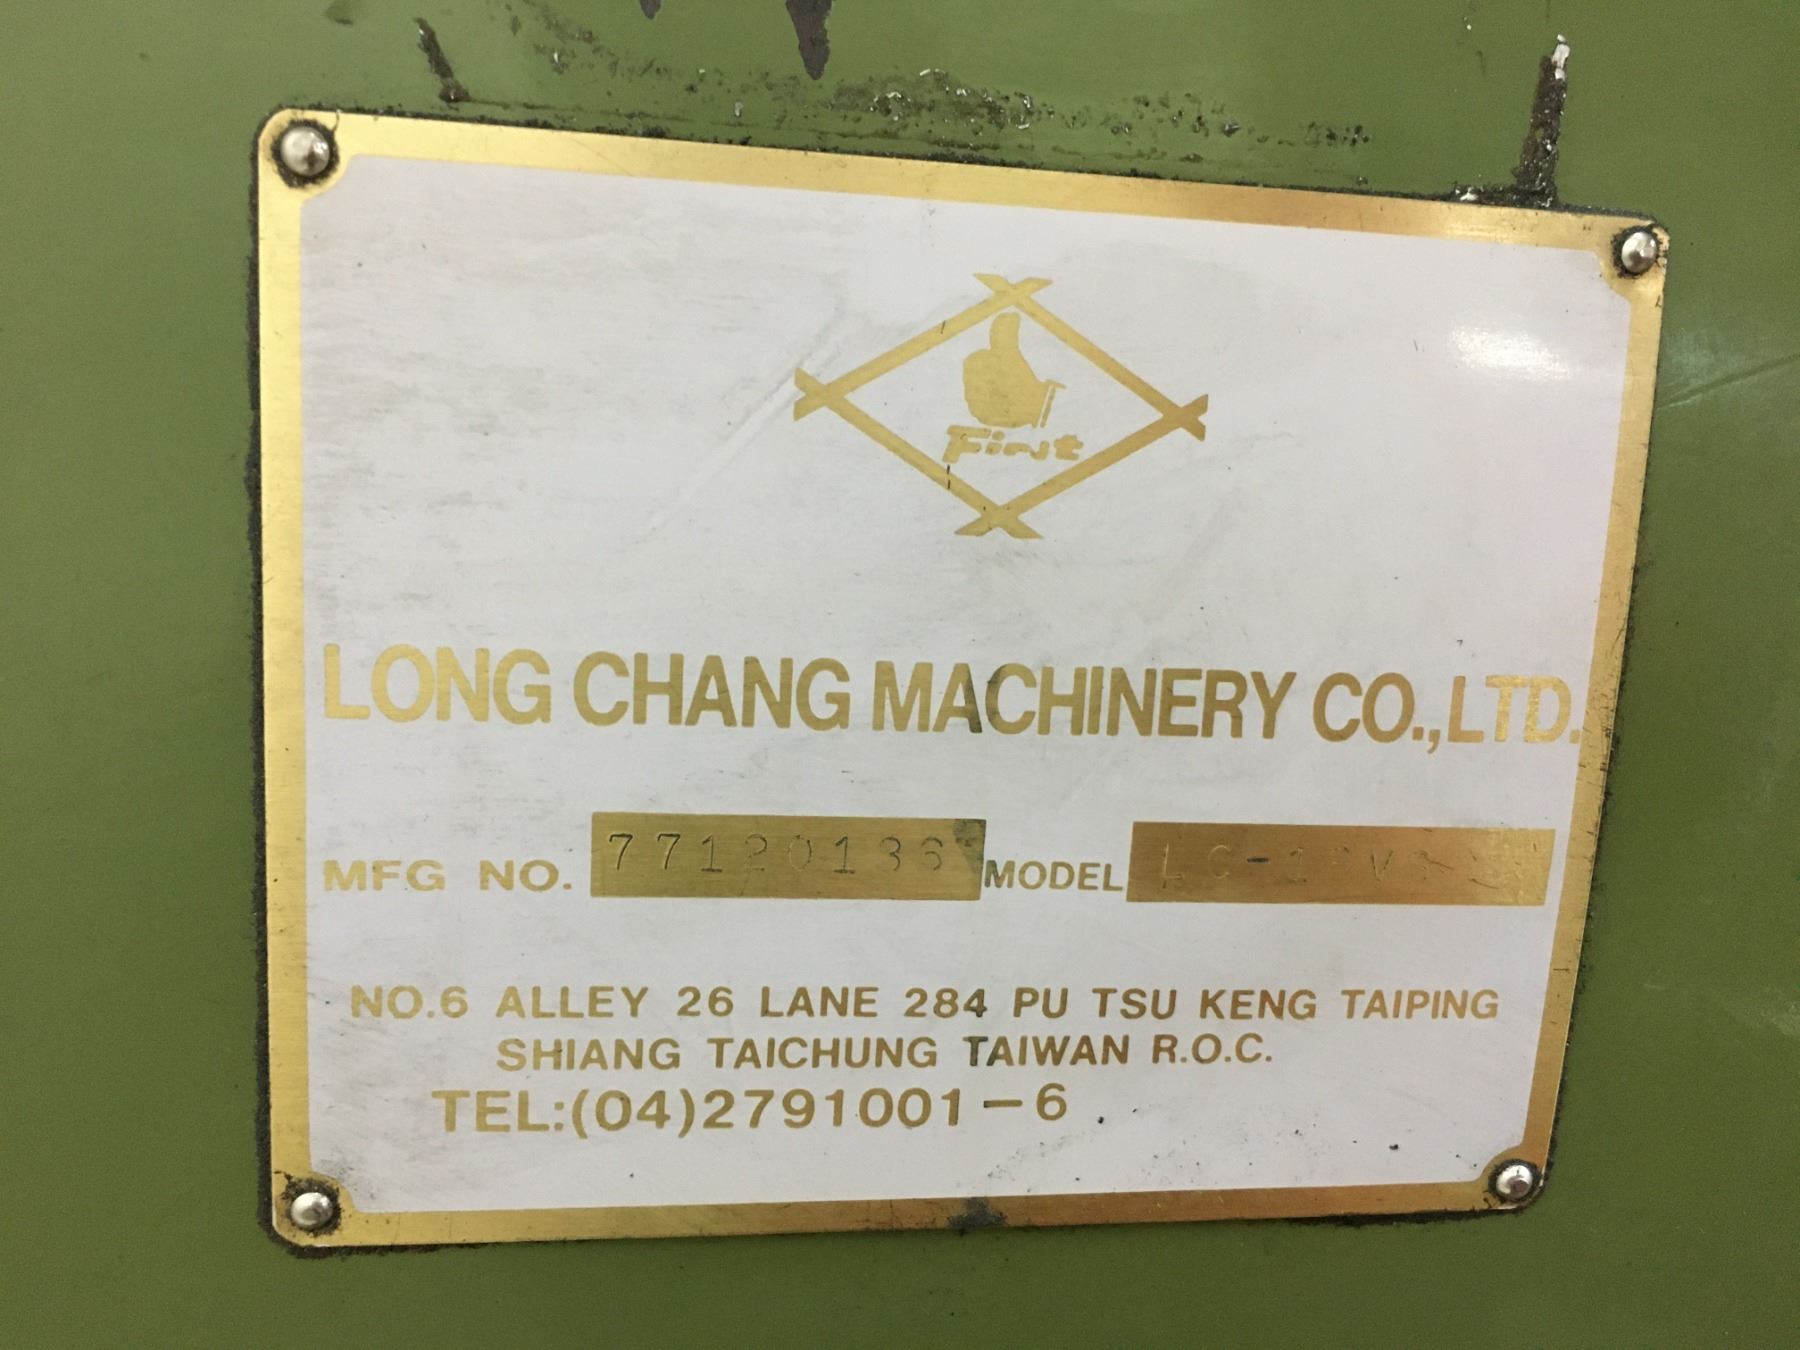 First
LONG CHANG MACHINERY CO.,LTD.
MFG NO. 77120136 MODEL
NO.6 ALLEY 26 LANE 284 PU TSU KENG TAIPING
SHIANG TAICHUNG TAIWAN R.O.C.
TEL:(04)2791001-6